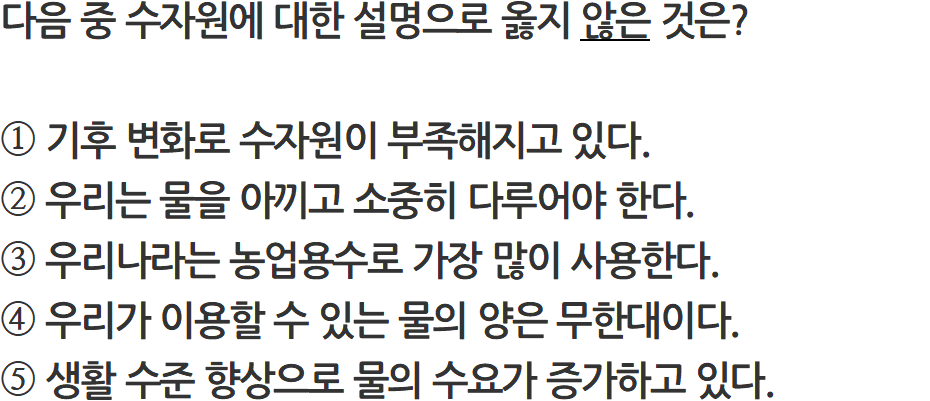 다음 중 수자원에 대한 설명으로 옳지 않은 것은?
① 기후 변화로 수자원이 부족해지고 있다.
② 우리는 물을 아끼고 소중히 다루어야 한다.
③ 우리나라는 농업용수로 가장 많이 사용한다.
④ 우리가 이용할 수 있는 물의 양은 무한대이다.
⑤ 생활 수준 향상으로 물의 수요가 증가하고 있다.